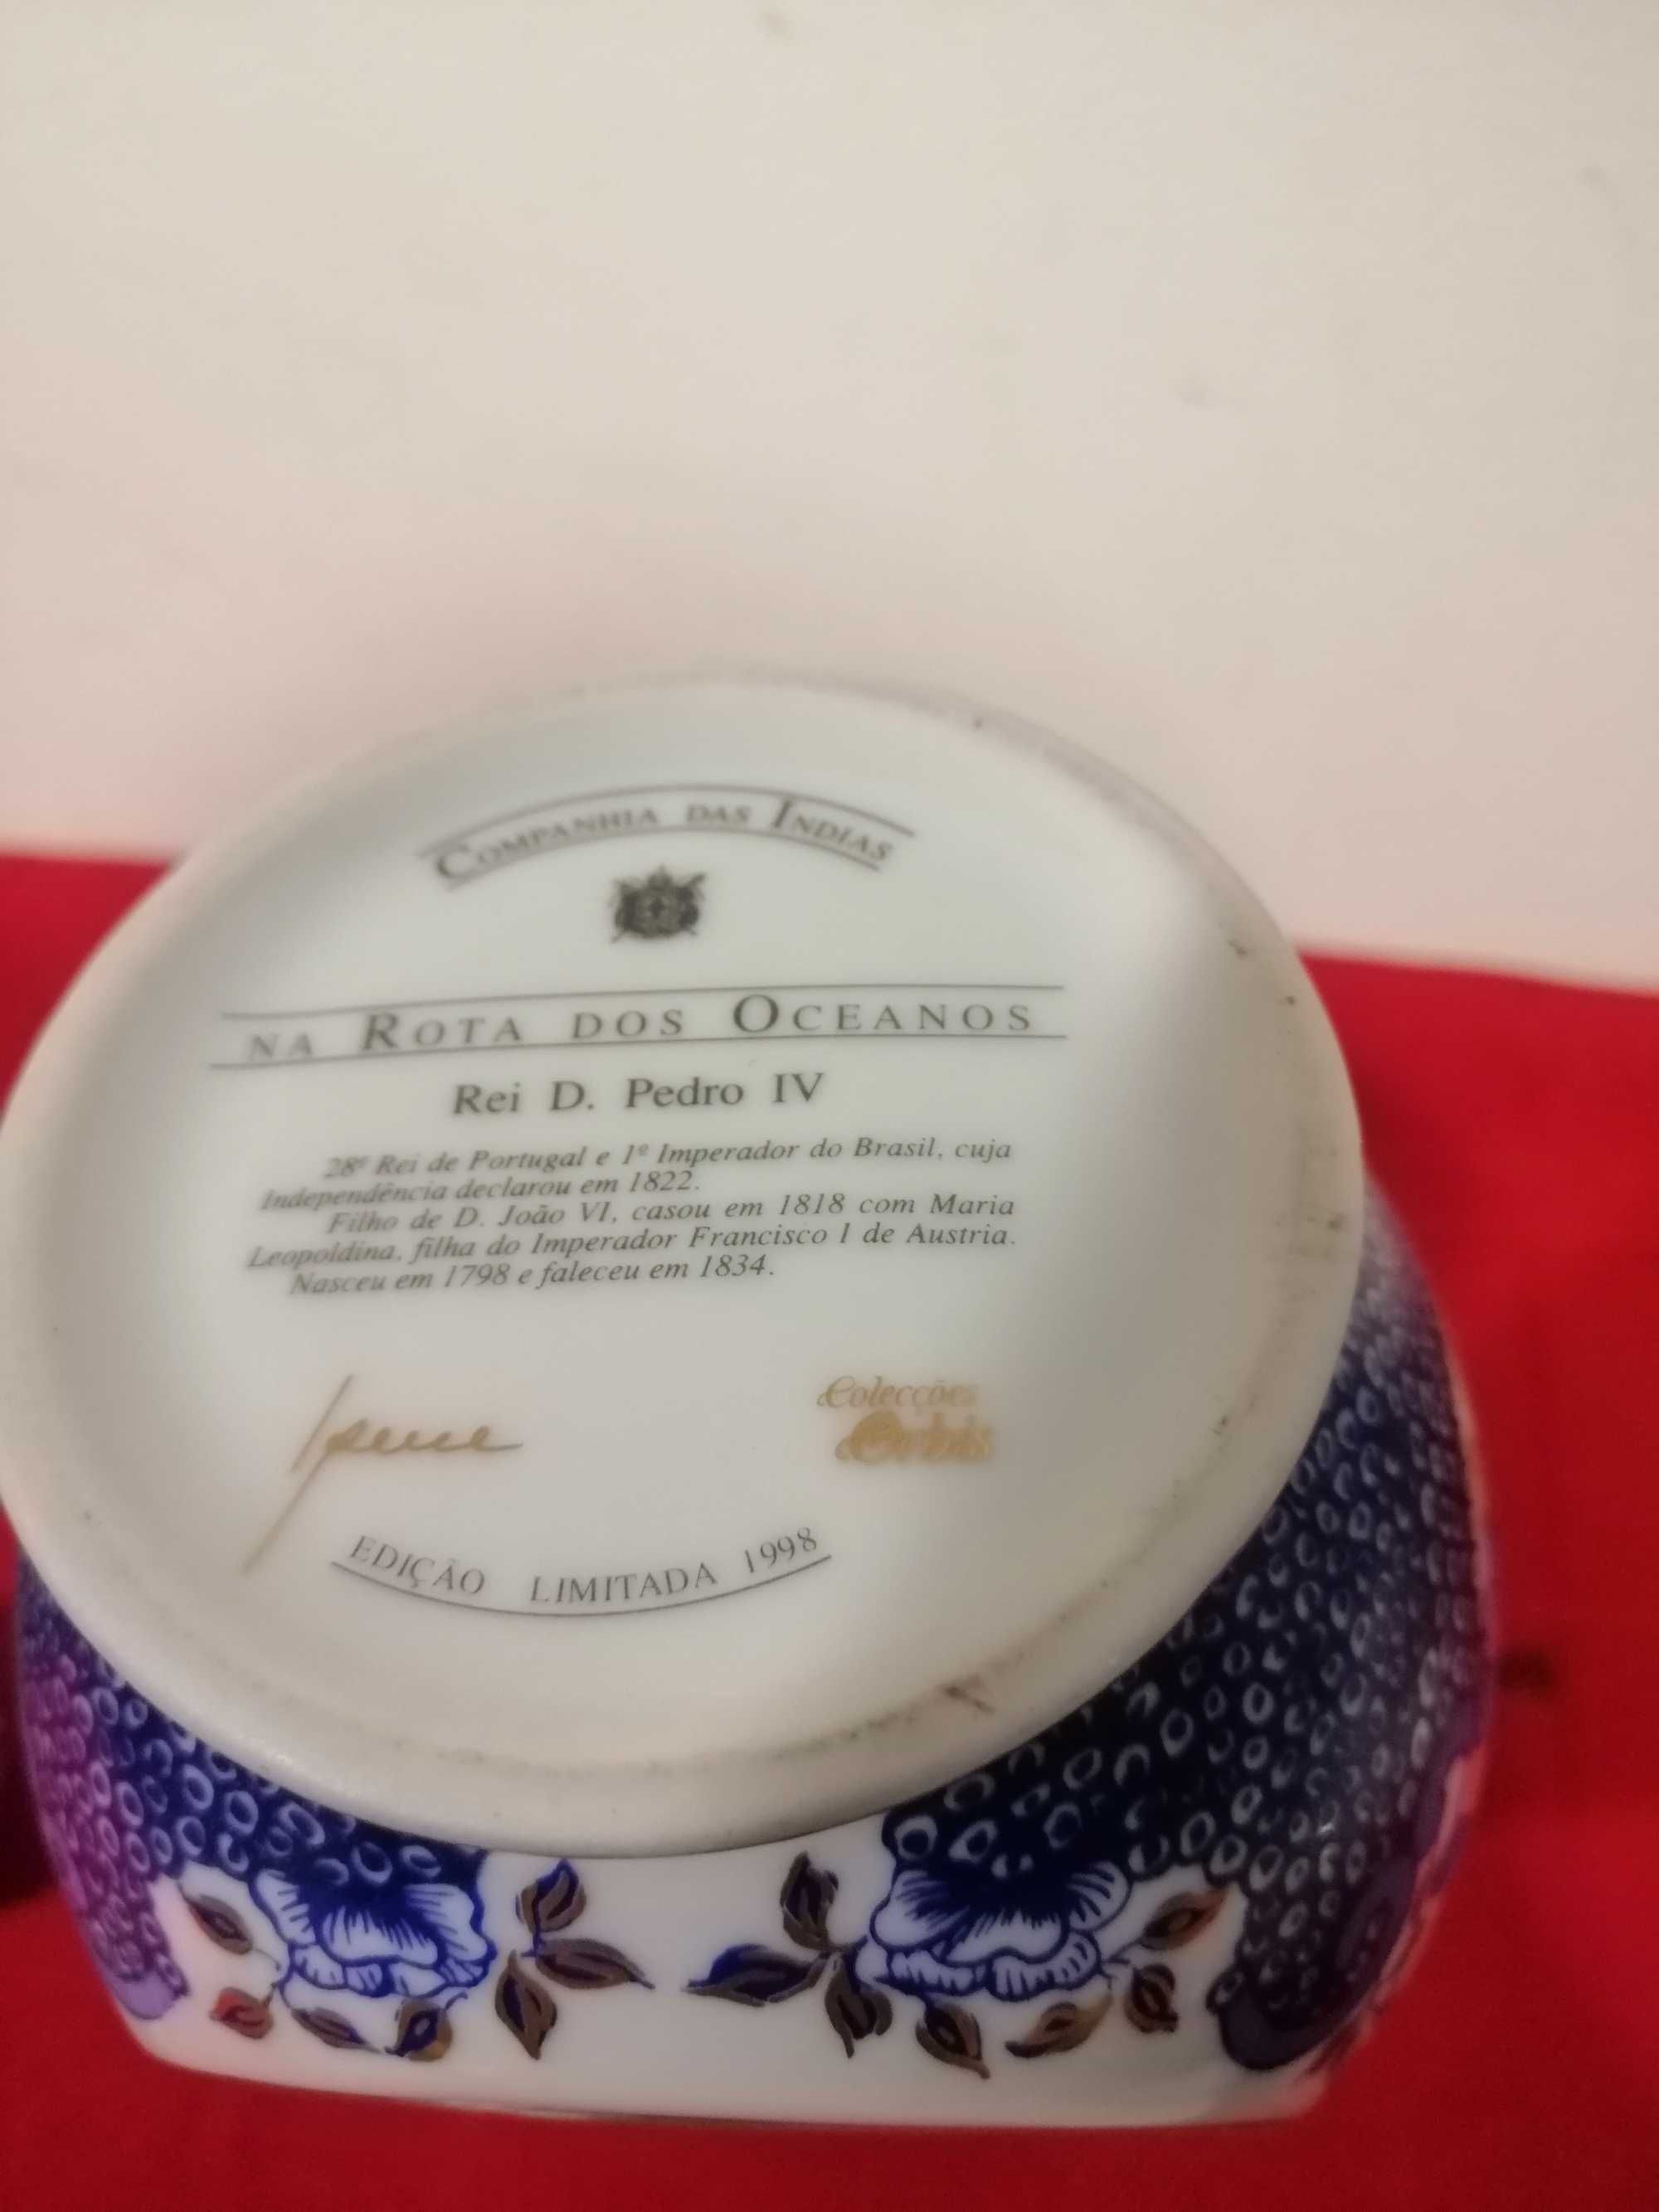 COMPANHIA DAS ÍNDIAS
NA ROTA DOS OCEANOS
Rei D. Pedro IV
28º Rei de Portugal e 1º Imperador do Brasil, cuja
Independência declarou em 1822.
Filho de D. João VI, casou em 1818 com Maria
Leopoldina, filha do Imperador Francisco I de Austria.
Nasceu em 1798 e faleceu em 1834.
Colecções
Orbis
EDIÇÃO LIMITADA 1998